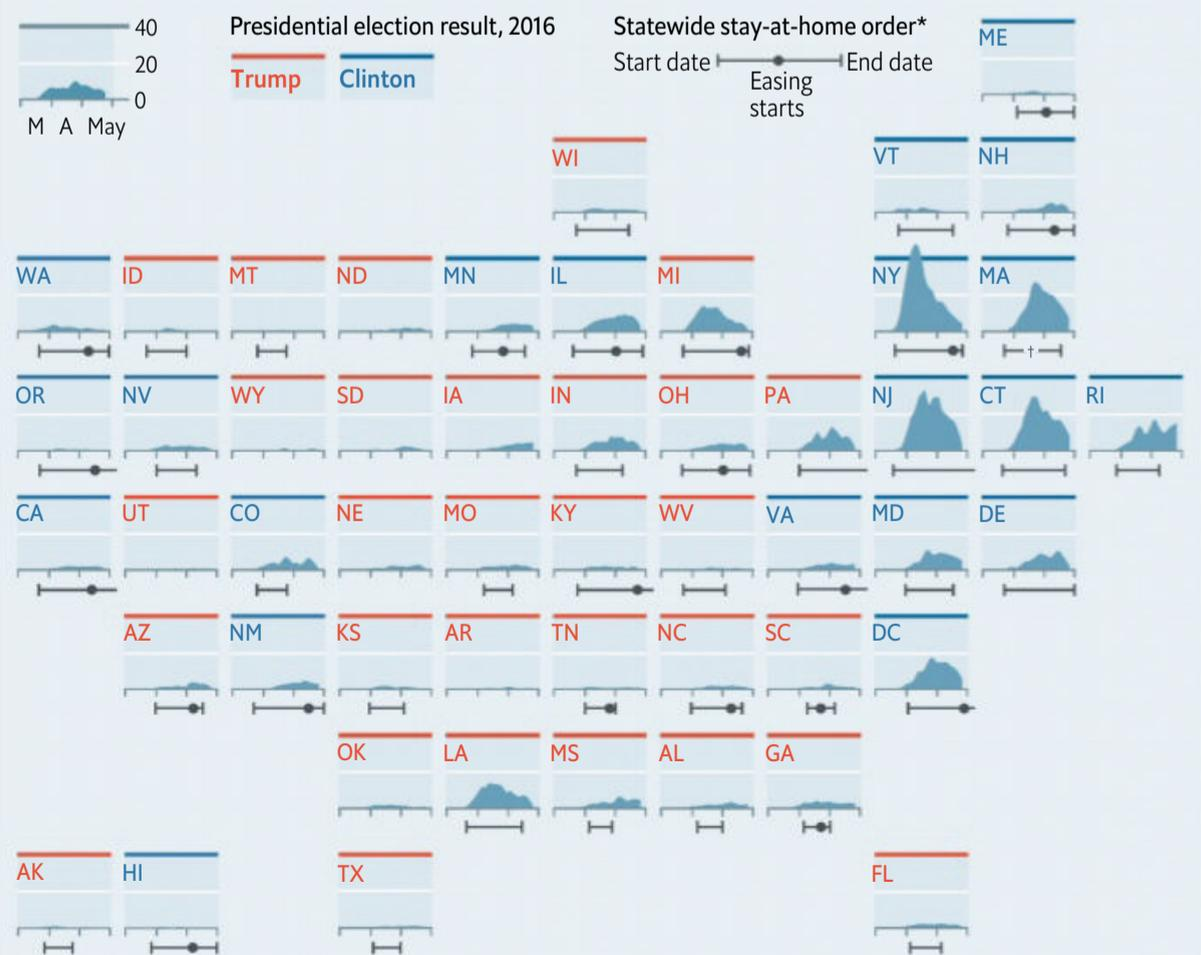 40
20
0
M A May
Presidential election result, 2016
Trump Clinton
Statewide stay-at-home order*
Start date End date
Easing
starts
ME
WI VT NH
WA ID MT ND MN IL MI NY MA
†
OR NV WY SD IA IN OH PA NJ CT RI
CA UT CO NE MO KY WV VA MD DE
AZ NM KS AR TN NC SC DC
OK LA MS AL GA
AK HI TX FL